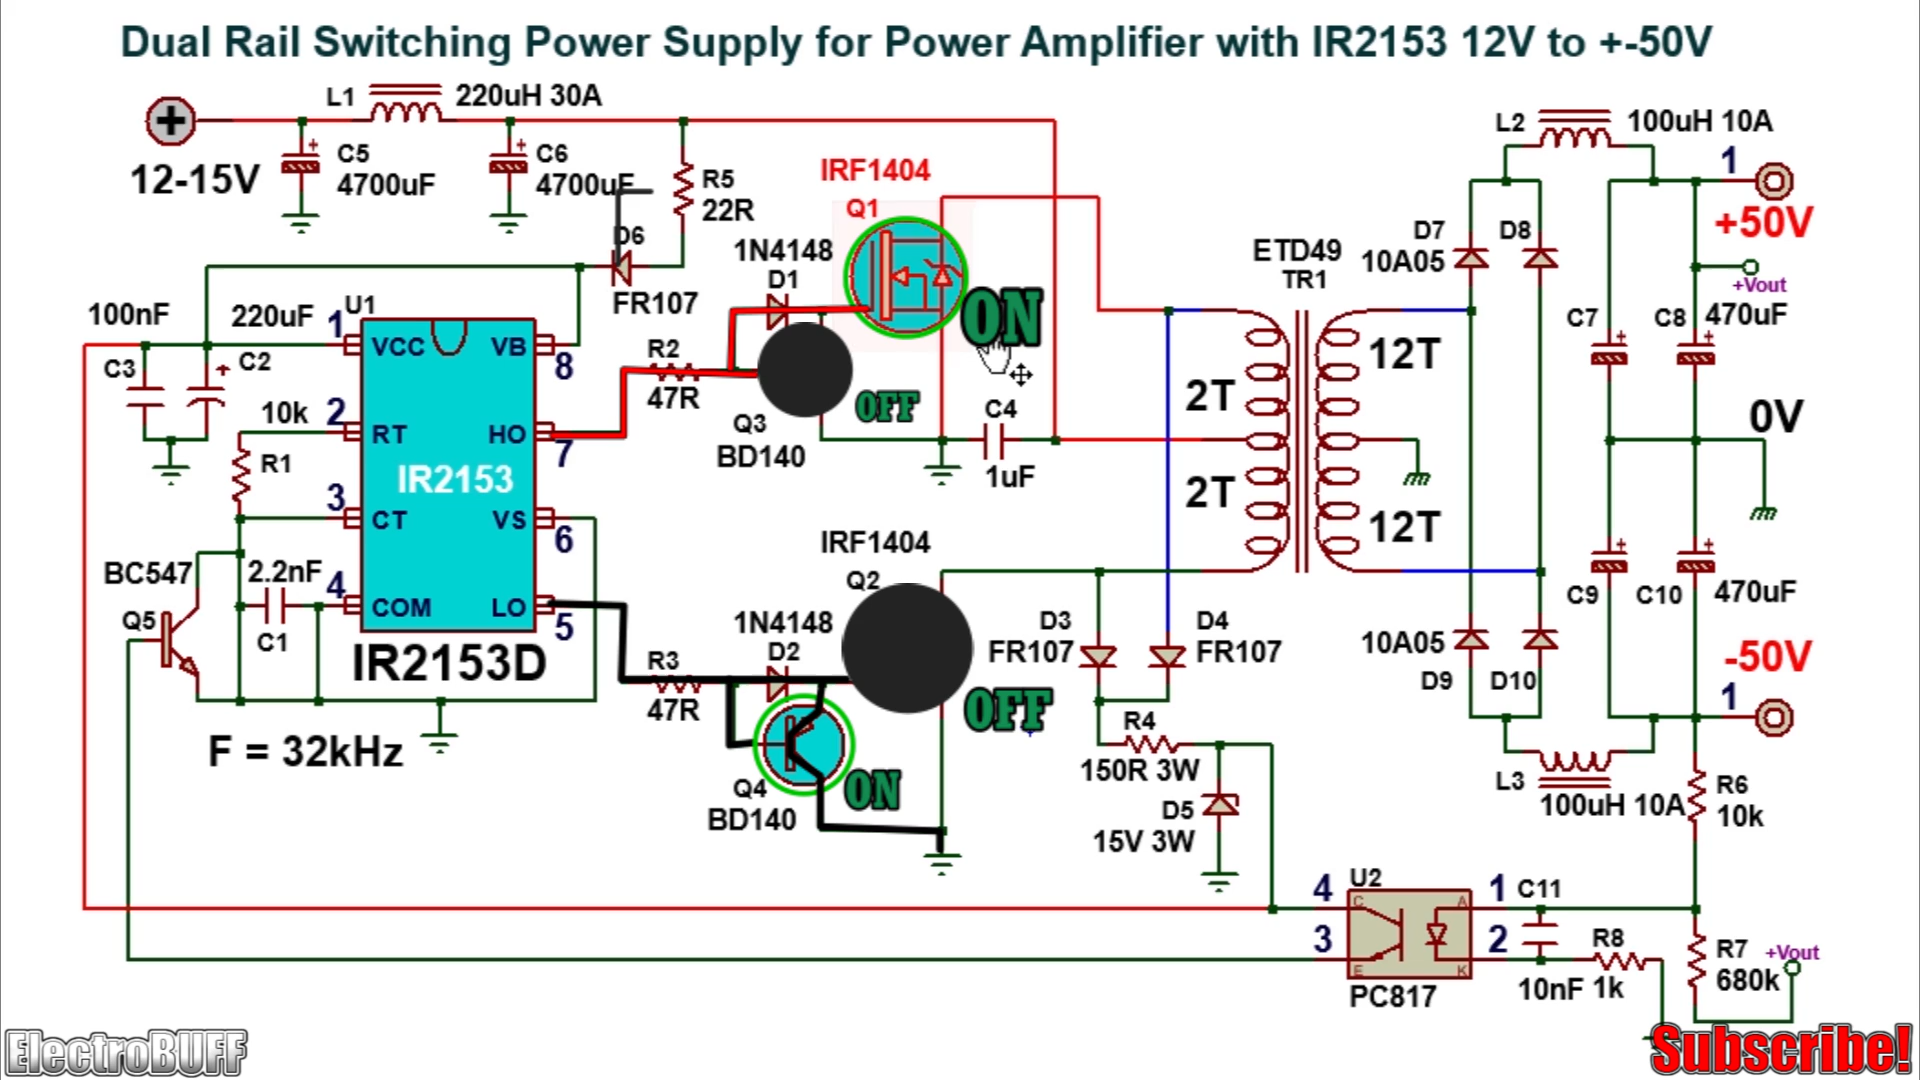 Dual Rail Switching Power Supply for Power Amplifier with IR2153 12V to +-50V
L1 220uH 30A
12-15V
C5
4700uF
C6
4700uF
R5
22R
D6
FR107
IRF1404
Q1
1N4148
D1
ON
R2
47R
Q3
BD140
OFF
C4
1uF
100nF
C3
220uF
C2
U1
1 VCC VB 8
2 RT HO 7
IR2153
3 CT VS 6
4 COM LO 5
IR2153D
10k
R1
BC547
Q5
2.2nF
C1
F = 32kHz
IRF1404
Q2
1N4148
D2
OFF
R3
47R
Q4
BD140
ON
ETD49
TR1
2T
2T
12T
12T
D3
FR107
D4
FR107
R4
150R 3W
D5
15V 3W
L2 100uH 10A
D7
10A05
D8
1
+50V
+Vout
C7
C8
470uF
0V
C9
C10
470uF
10A05
D9
D10
-50V
1
L3
100uH 10A
R6
10k
U2
4 C A 1
3 E K 2
PC817
C11
10nF
R8
1k
R7
680k
+Vout
ElectroBUFF
Subscribe!